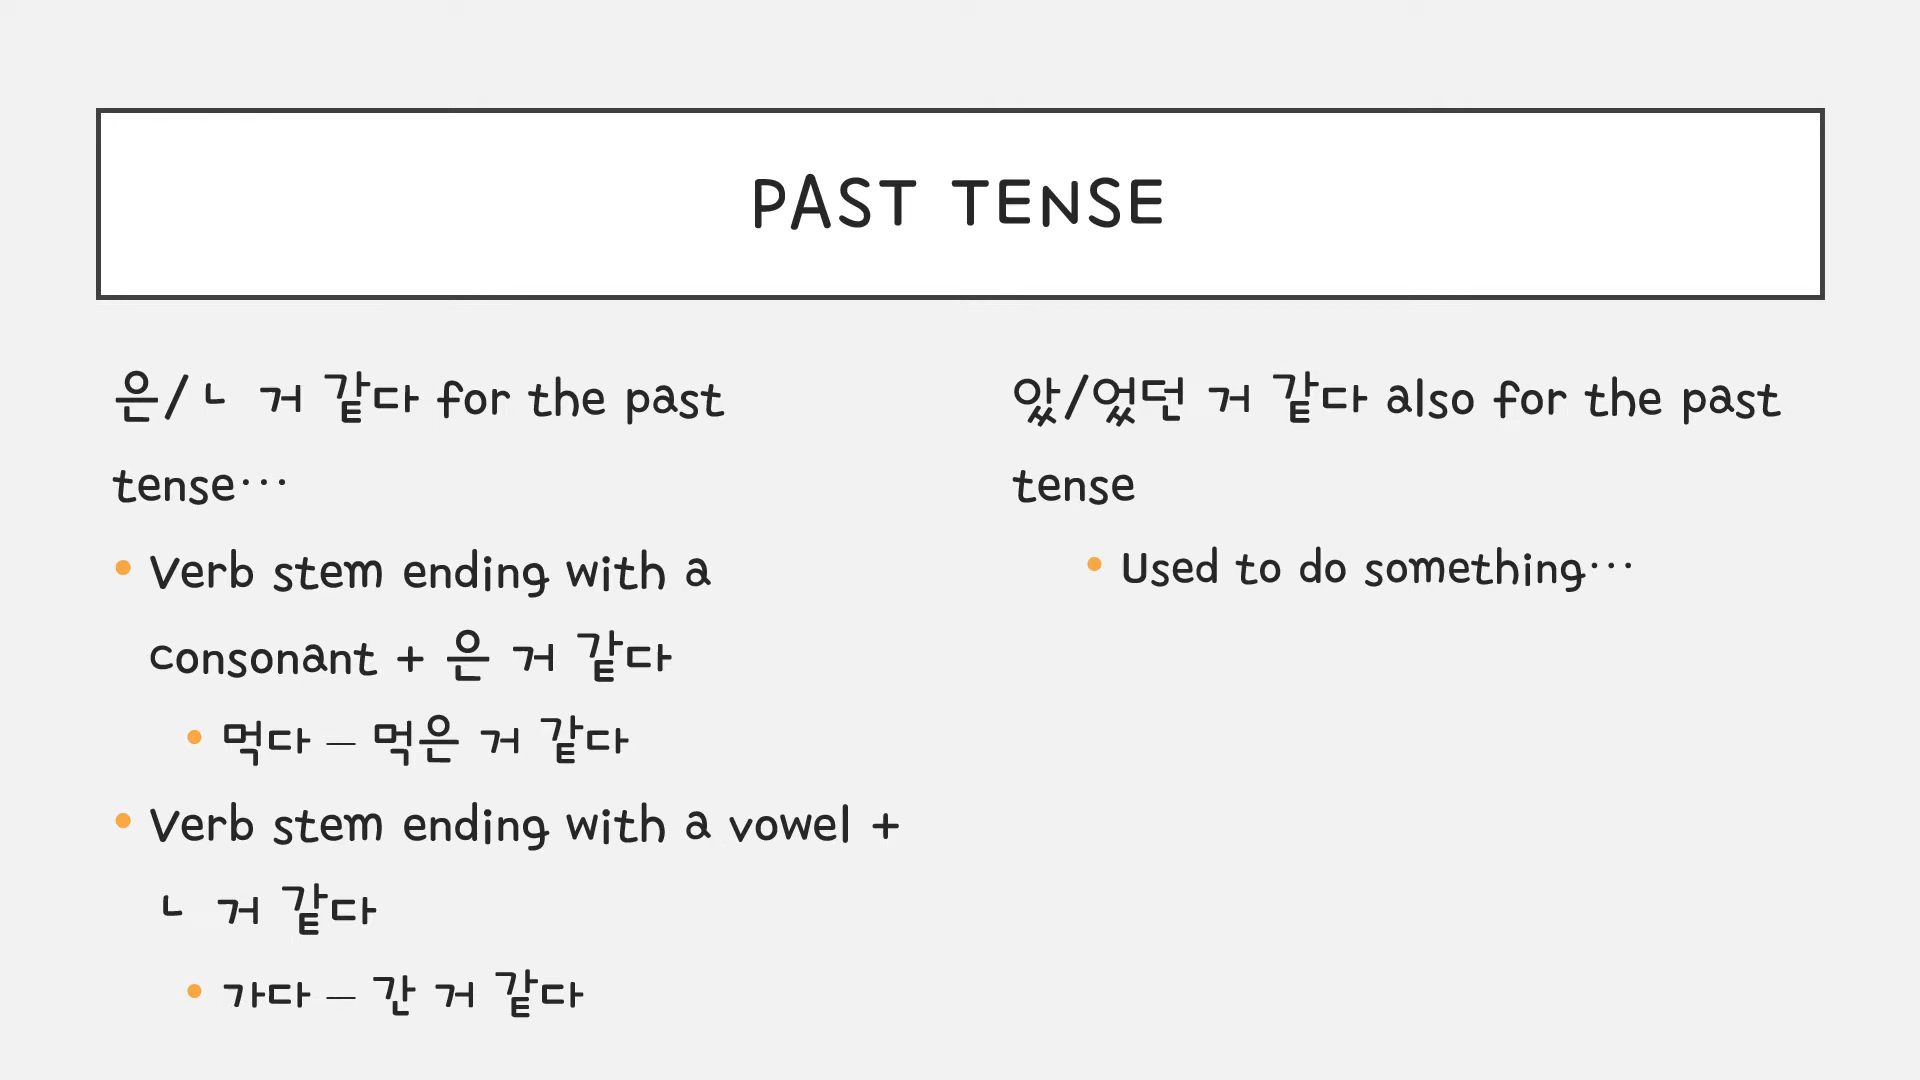 PAST TENSE
은/ㄴ 거 같다 for the past
tense…
• Verb stem ending with a
consonant + 은 거 같다
• 먹다 – 먹은 거 같다
• Verb stem ending with a vowel +
ㄴ 거 같다
• 가다 – 간 거 같다
았/었던 거 같다 also for the past
tense
• Used to do something…